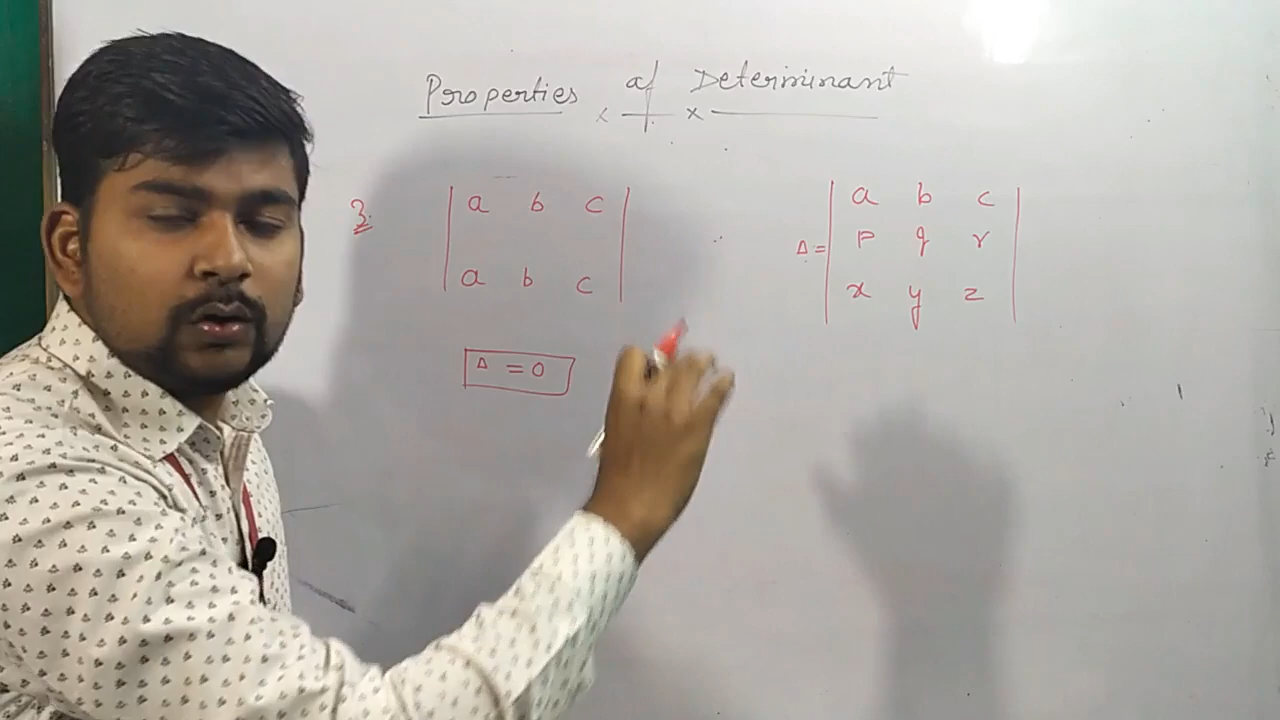 Properties of Determinant
3.
| a b c |
| a b c |
Δ = 0
Δ = | a b c |
| p q r |
| x y z |